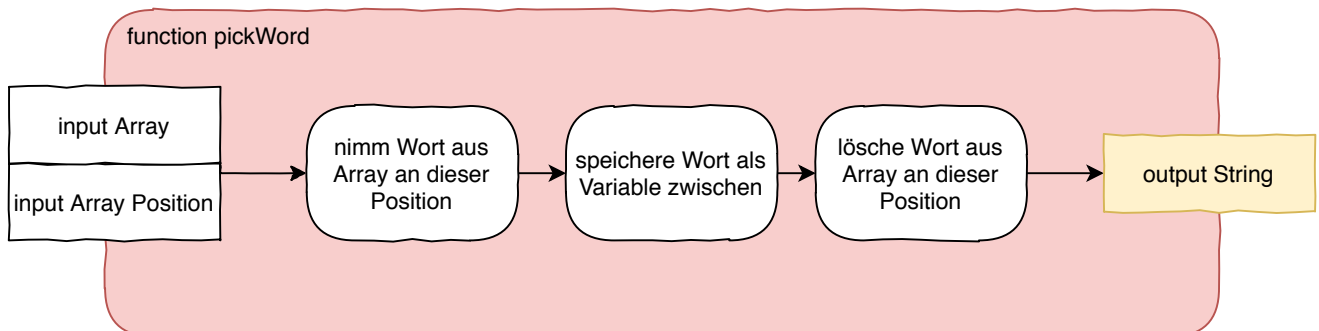 function pickWord
input Array
input Array Position
nimm Wort aus
Array an dieser
Position
speichere Wort als
Variable zwischen
lösche Wort aus
Array an dieser
Position
output String